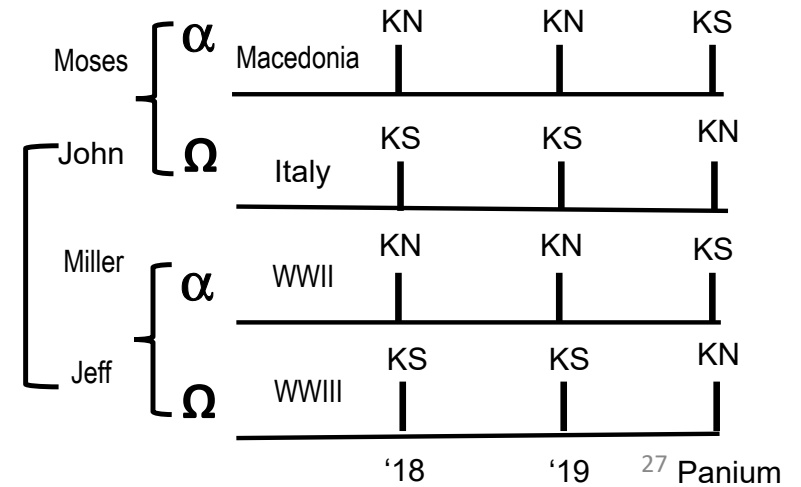 KN KN KS
Moses α Macedonia
KS KS KN
John Ω Italy
KN KN KS
Miller α WWII
KS KS KN
Jeff Ω WWIII
‘18 ‘19 27 Panium